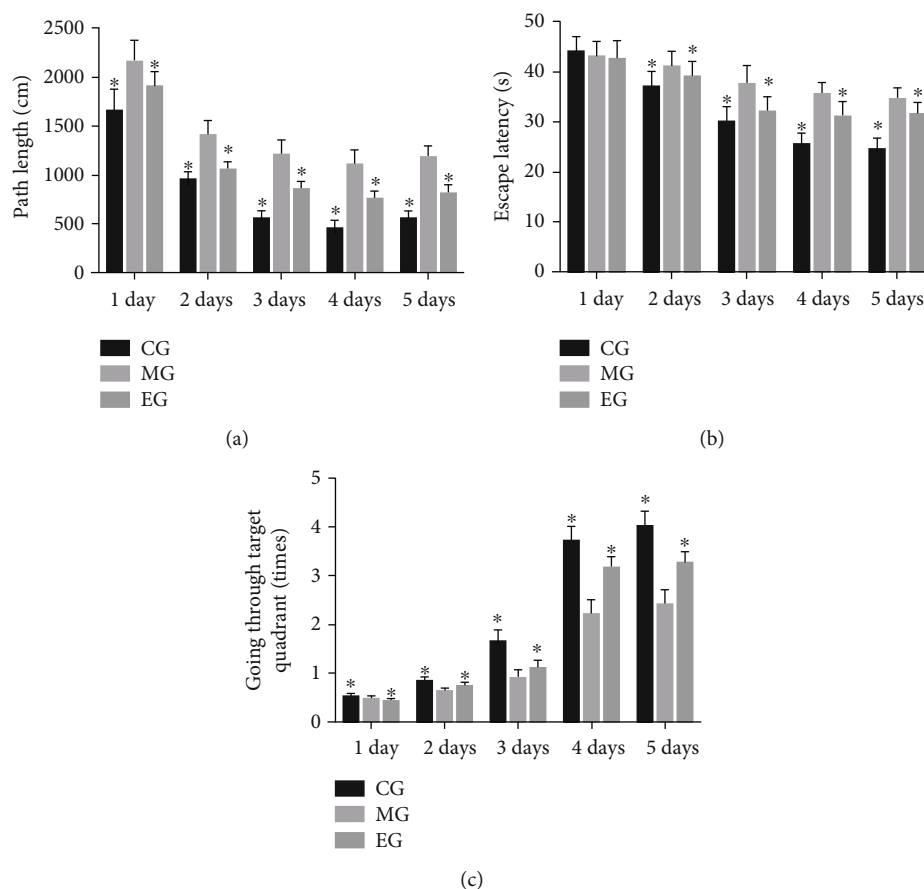 2500
2000
1500
1000
500
0
Path length (cm)
* * * * * * * * * *
1 day 2 days 3 days 4 days 5 days
CG
MG
EG
(a)
50
40
30
20
10
0
Escape latency (s)
* * * * * * * *
1 day 2 days 3 days 4 days 5 days
CG
MG
EG
(b)
5
4
3
2
1
0
Going through target
quadrant (times)
* * * * * * * * * *
1 day 2 days 3 days 4 days 5 days
CG
MG
EG
(c)